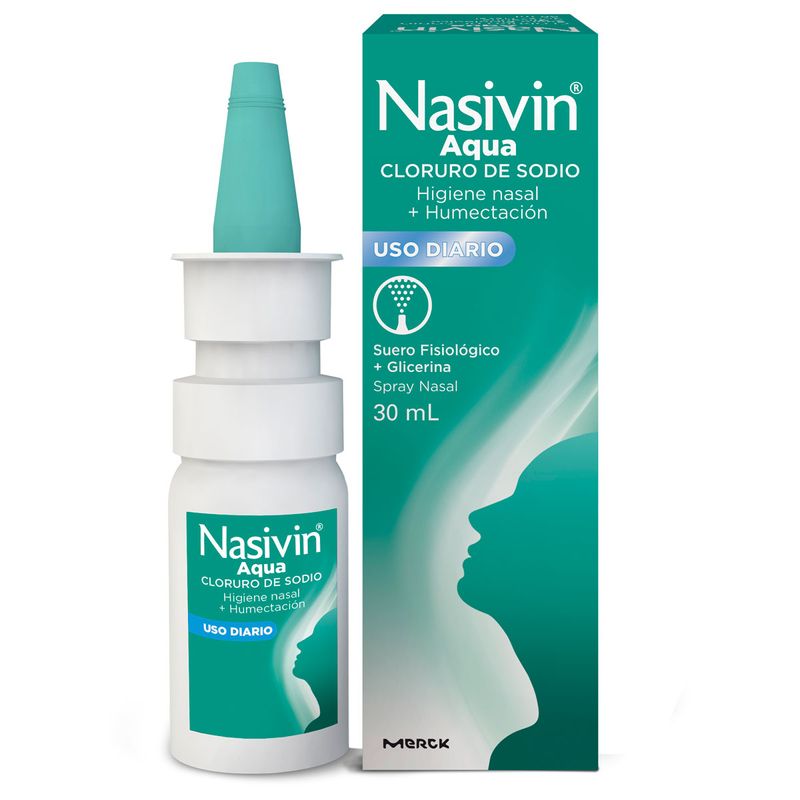 Nasivin
Nasivin®
Aqua
CLORURO DE SODIO
Higiene nasal
+ Humectación
USO DIARIO
Suero Fisiológico
+ Glicerina
Spray Nasal
30 mL
MERCK
Nasivin®
Aqua
CLORURO DE SODIO
Higiene nasal
+ Humectación
USO DIARIO